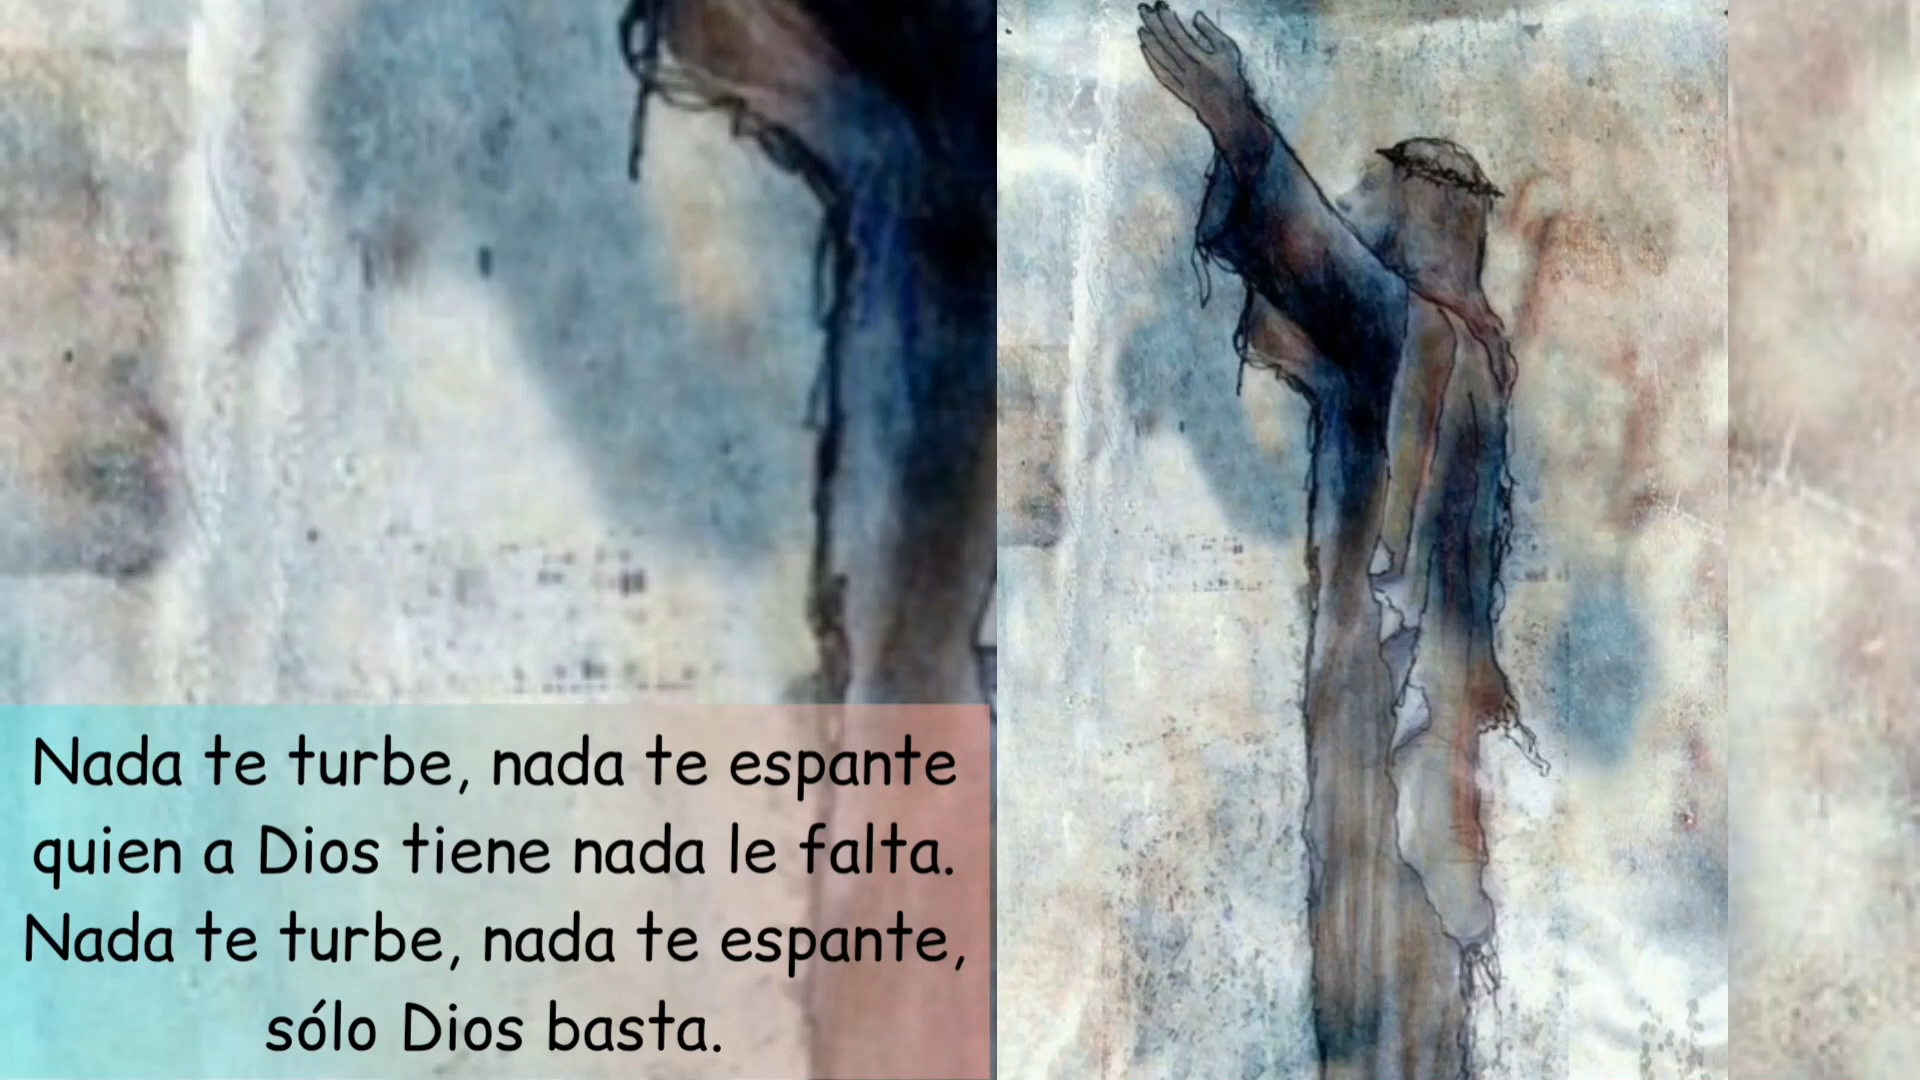 Nada te turbe, nada te espante
quien a Dios tiene nada le falta.
Nada te turbe, nada te espante,
sólo Dios basta.